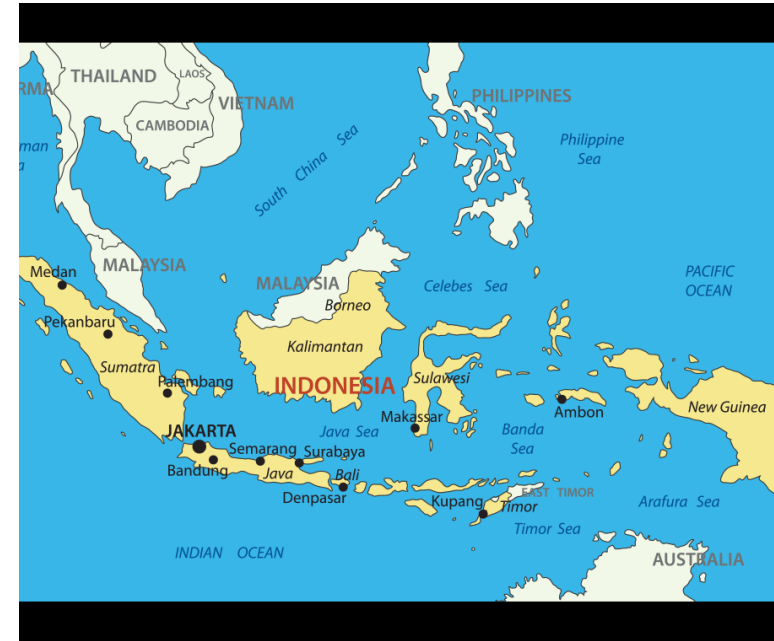 THAILAND
LAOS
RMA
VIETNAM
PHILIPPINES
CAMBODIA
man
a
Philippine
Sea
South China Sea
MALAYSIA
Medan
MALAYSIA
Celebes Sea
PACIFIC
OCEAN
Borneo
Pekanbaru
Kalimantan
Sumatra
Sulawesi
Palembang
INDONESIA
New Guinea
Makassar
Ambon
JAKARTA
Java Sea
Banda
Sea
Semarang
Surabaya
Bandung
Java
Bali
Denpasar
Kupang
Timor
EAST TIMOR
Arafura Sea
Timor Sea
INDIAN OCEAN
AUSTRALIA